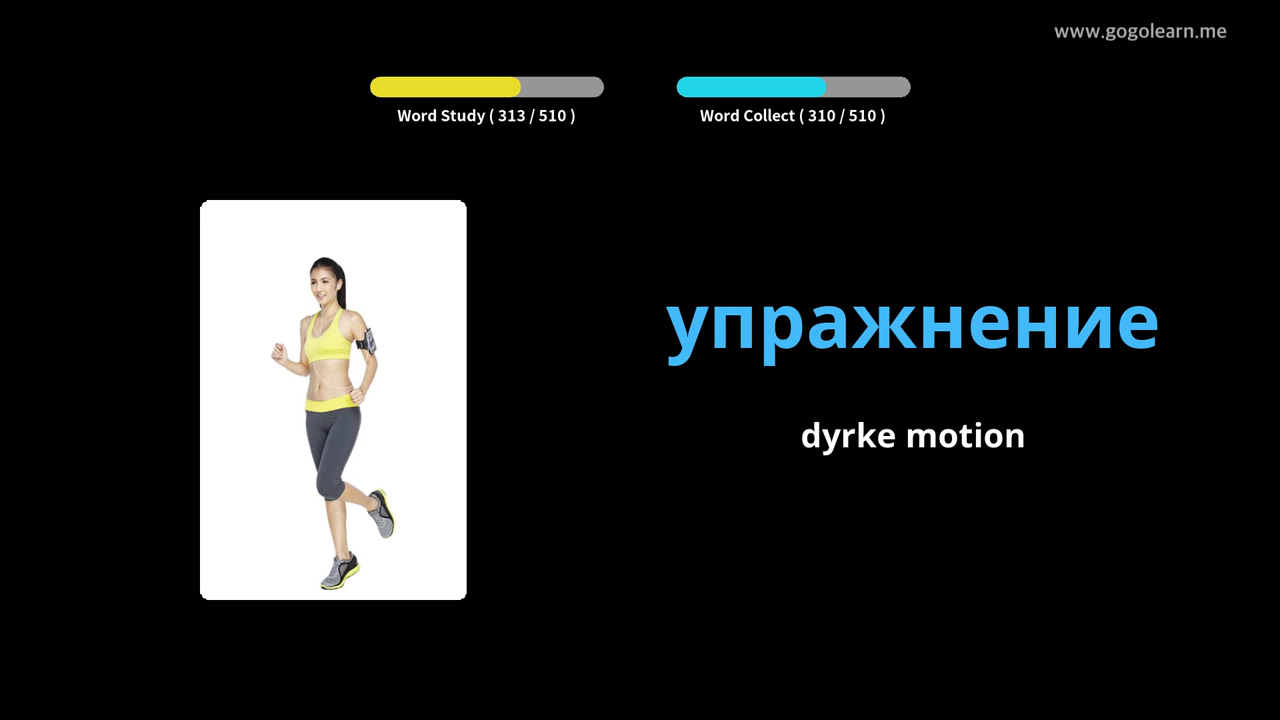 www.gogolearn.me
Word Study ( 313 / 510 )
Word Collect ( 310 / 510 )
упражнение
dyrke motion